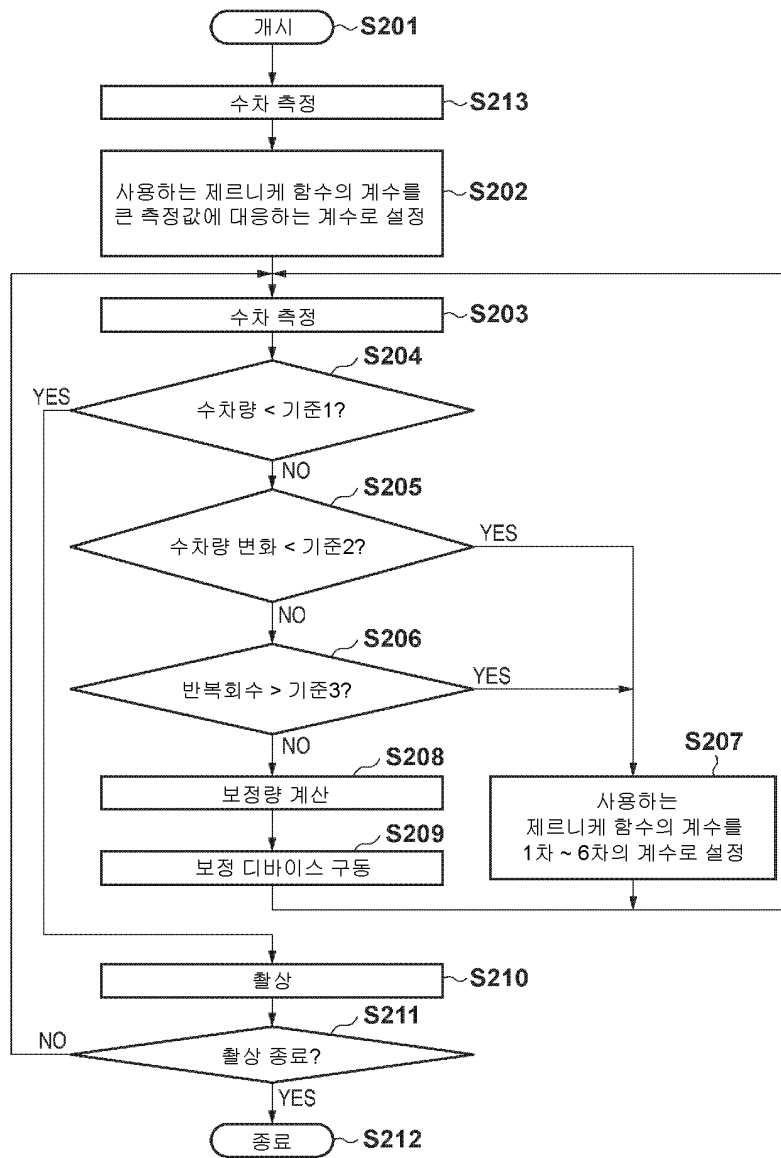 개시
S201
수차 측정
S213
사용하는 제르니케 함수의 계수를
큰 측정값에 대응하는 계수로 설정
S202
수차 측정
S203
S204
YES
수차량 < 기준1?
NO
S205
수차량 변화 < 기준2?
YES
NO
S206
반복회수 > 기준3?
YES
NO
S208
보정량 계산
S207
사용하는
제르니케 함수의 계수를
1차 ~ 6차의 계수로 설정
S209
보정 디바이스 구동
촬상
S210
S211
NO
촬상 종료?
YES
종료
S212